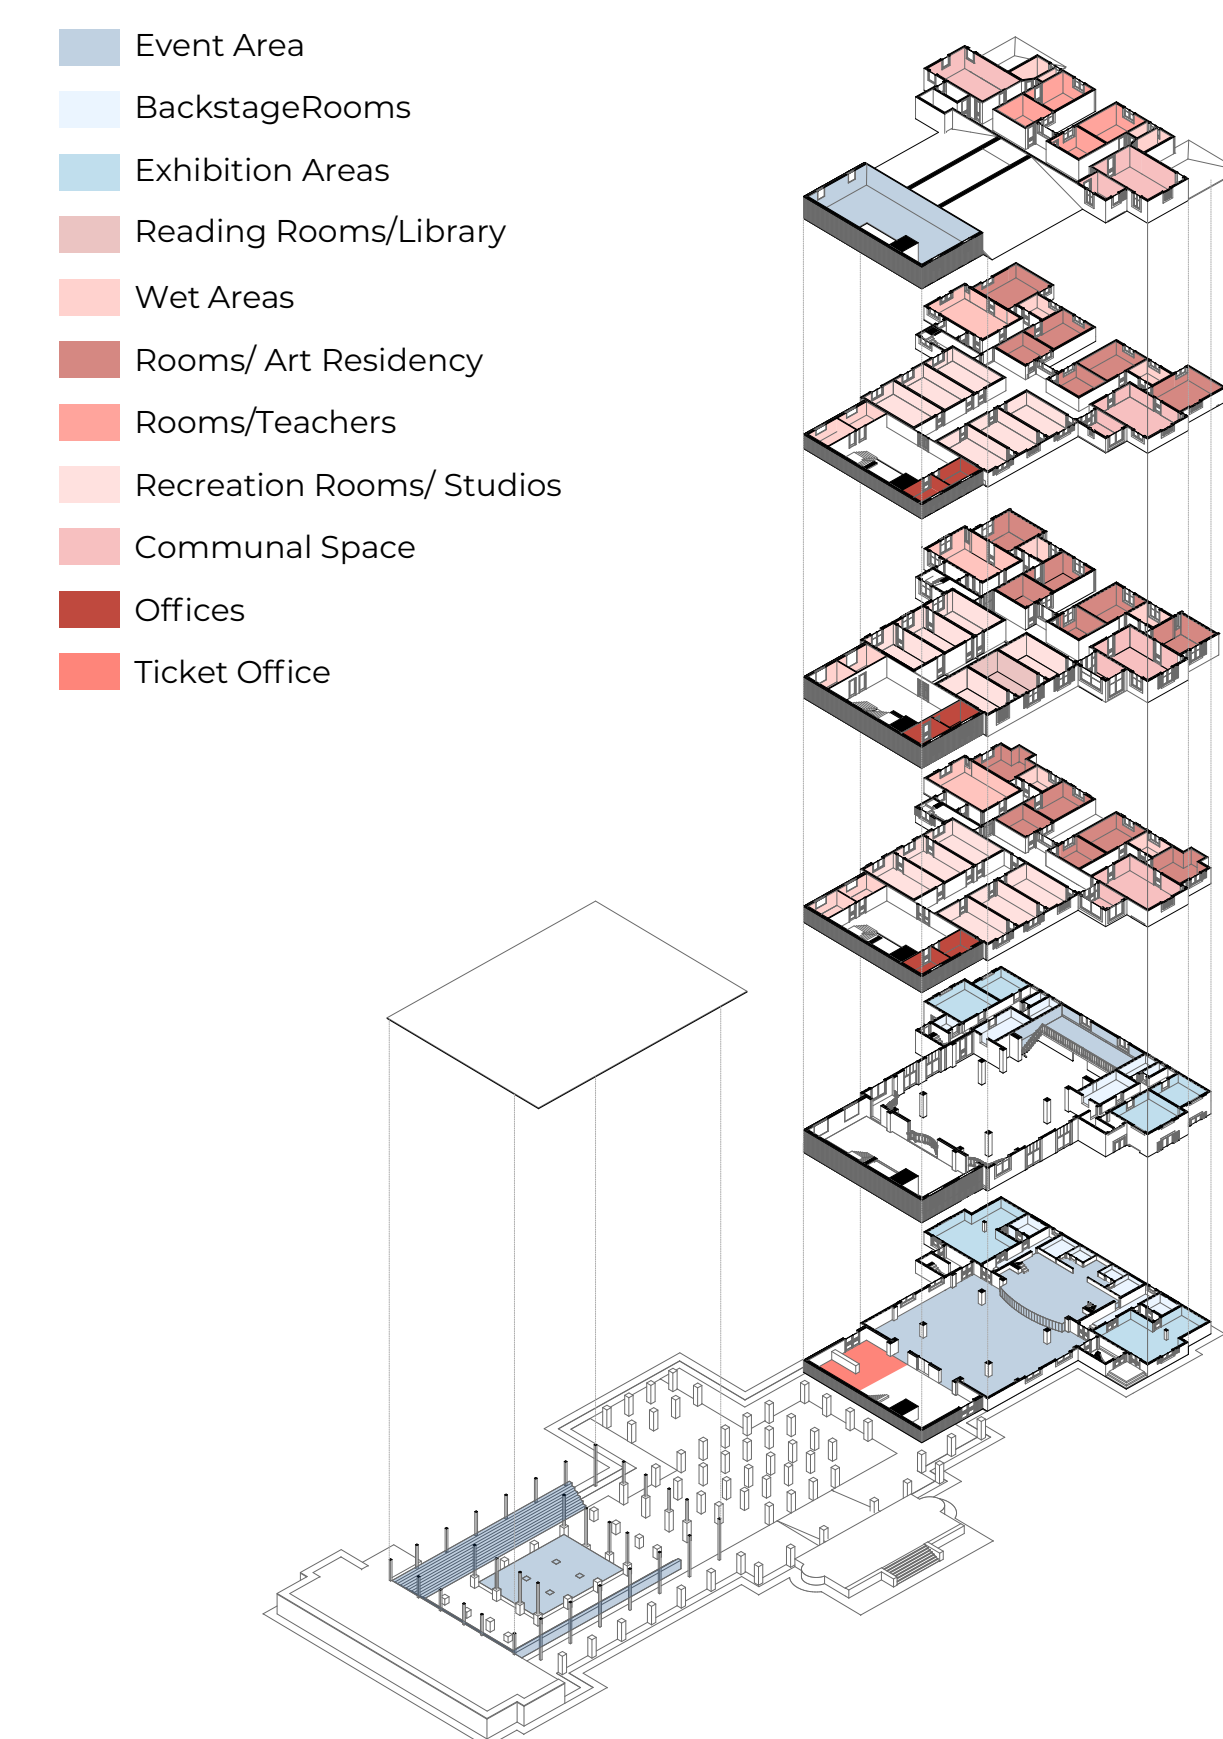 Event Area
BackstageRooms
Exhibition Areas
Reading Rooms/Library
Wet Areas
Rooms/ Art Residency
Rooms/Teachers
Recreation Rooms/ Studios
Communal Space
Offices
Ticket Office